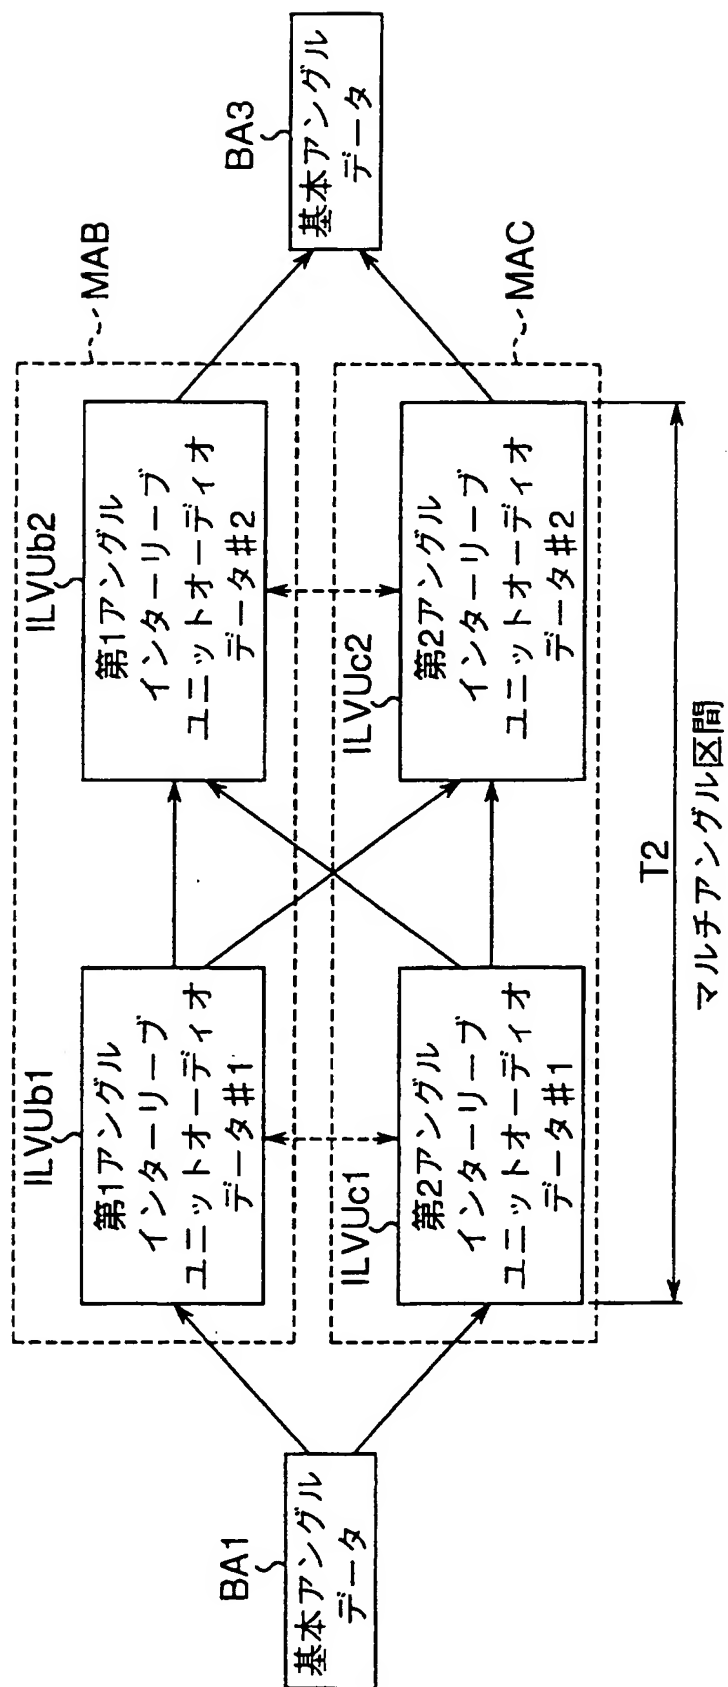 BA1
基本アングル
データ
MAB
ILVUb1
第1アングル
インターリーブ
ユニットオーディオ
データ#1
ILVUb2
第1アングル
インターリーブ
ユニットオーディオ
データ#2
ILVUc1
第2アングル
インターリーブ
ユニットオーディオ
データ#1
ILVUc2
第2アングル
インターリーブ
ユニットオーディオ
データ#2
MAC
BA3
基本アングル
データ
T2
マルチアングル区間